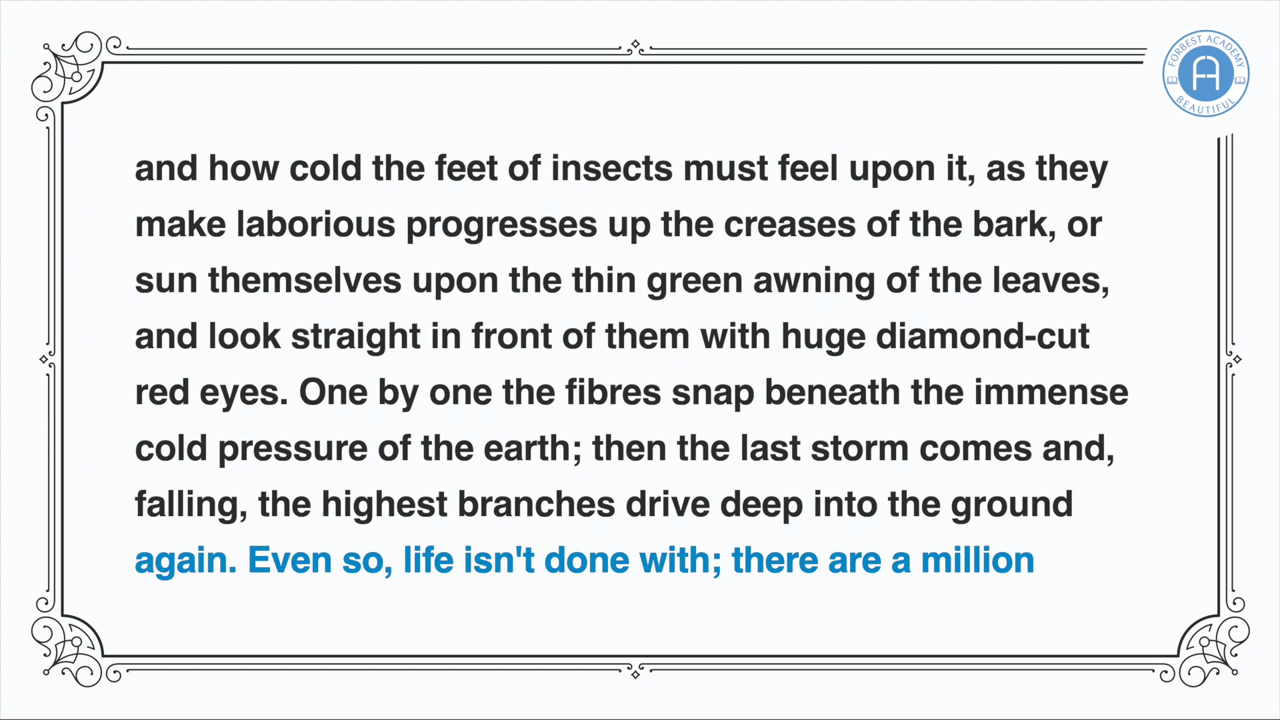 FORBEST ACADEMY
A
BEAUTIFUL
and how cold the feet of insects must feel upon it, as they
make laborious progresses up the creases of the bark, or
sun themselves upon the thin green awning of the leaves,
and look straight in front of them with huge diamond-cut
red eyes. One by one the fibres snap beneath the immense
cold pressure of the earth; then the last storm comes and,
falling, the highest branches drive deep into the ground
again. Even so, life isn't done with; there are a million